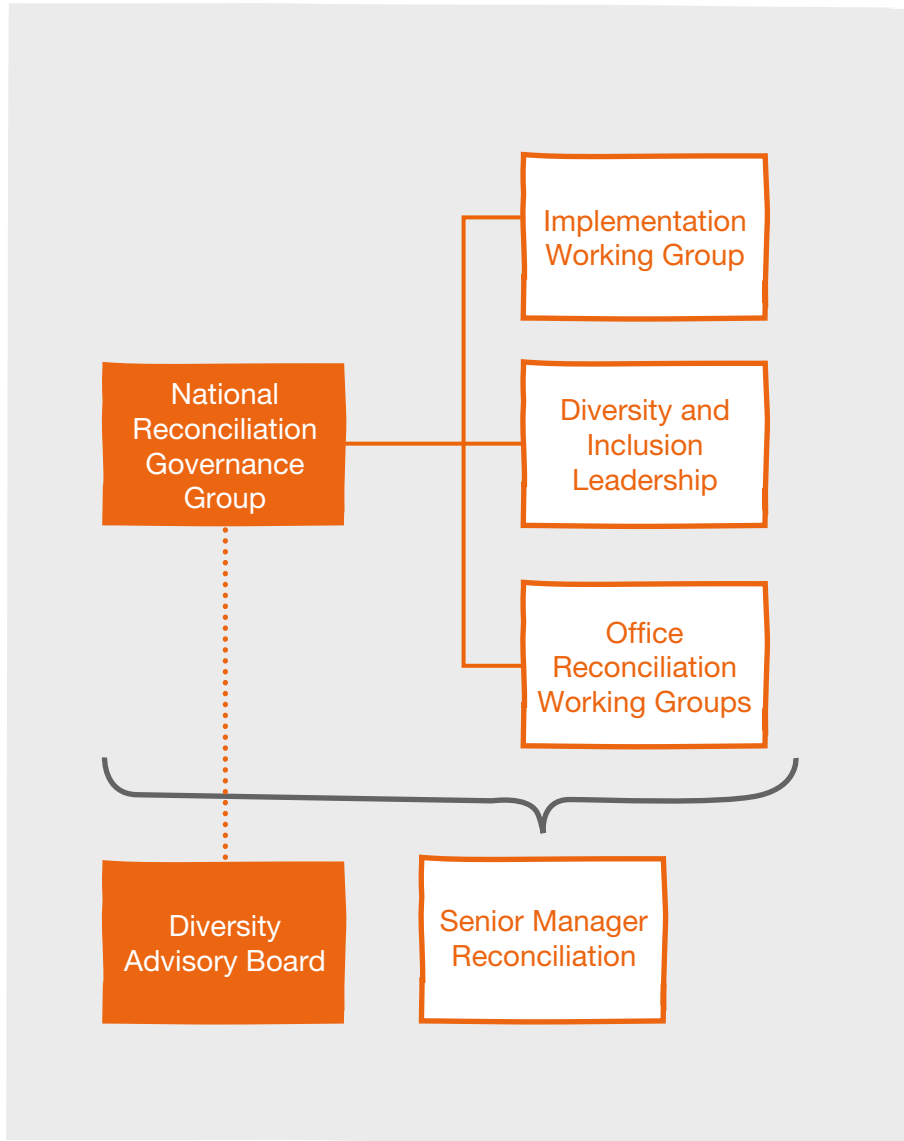 Implementation
Working Group
National
Reconciliation
Governance
Group
Diversity and
Inclusion
Leadership
Office
Reconciliation
Working Groups
Diversity
Advisory Board
Senior Manager
Reconciliation